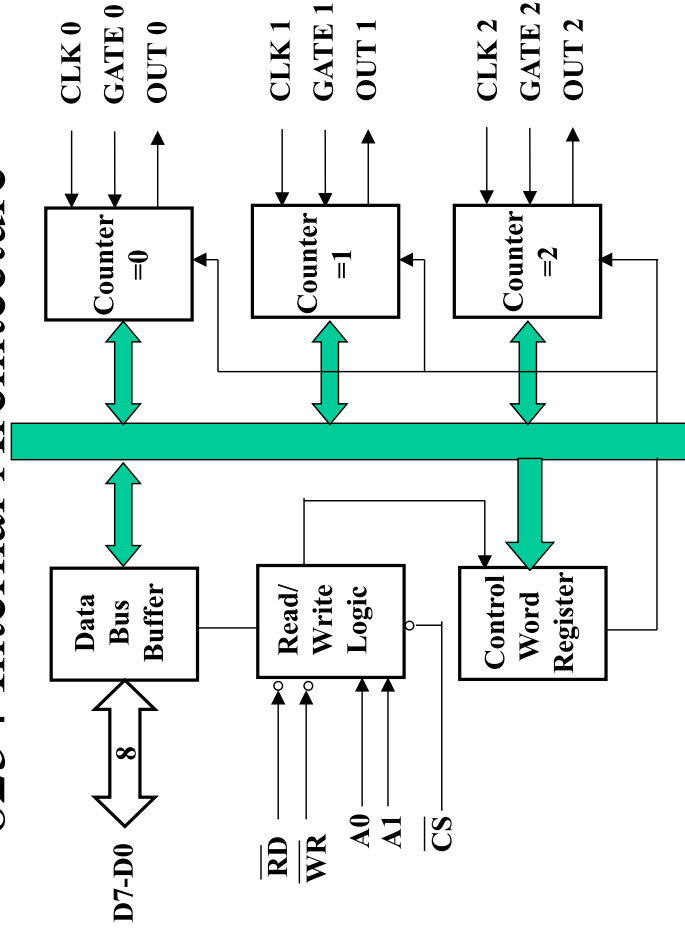 Internal Architecture
D7-D0
8
Data
Bus
Buffer
Counter
=0
CLK 0
GATE 0
OUT 0
RD
WR
A0
A1
CS
Read/
Write
Logic
Counter
=1
CLK 1
GATE 1
OUT 1
Control
Word
Register
Counter
=2
CLK 2
GATE 2
OUT 2